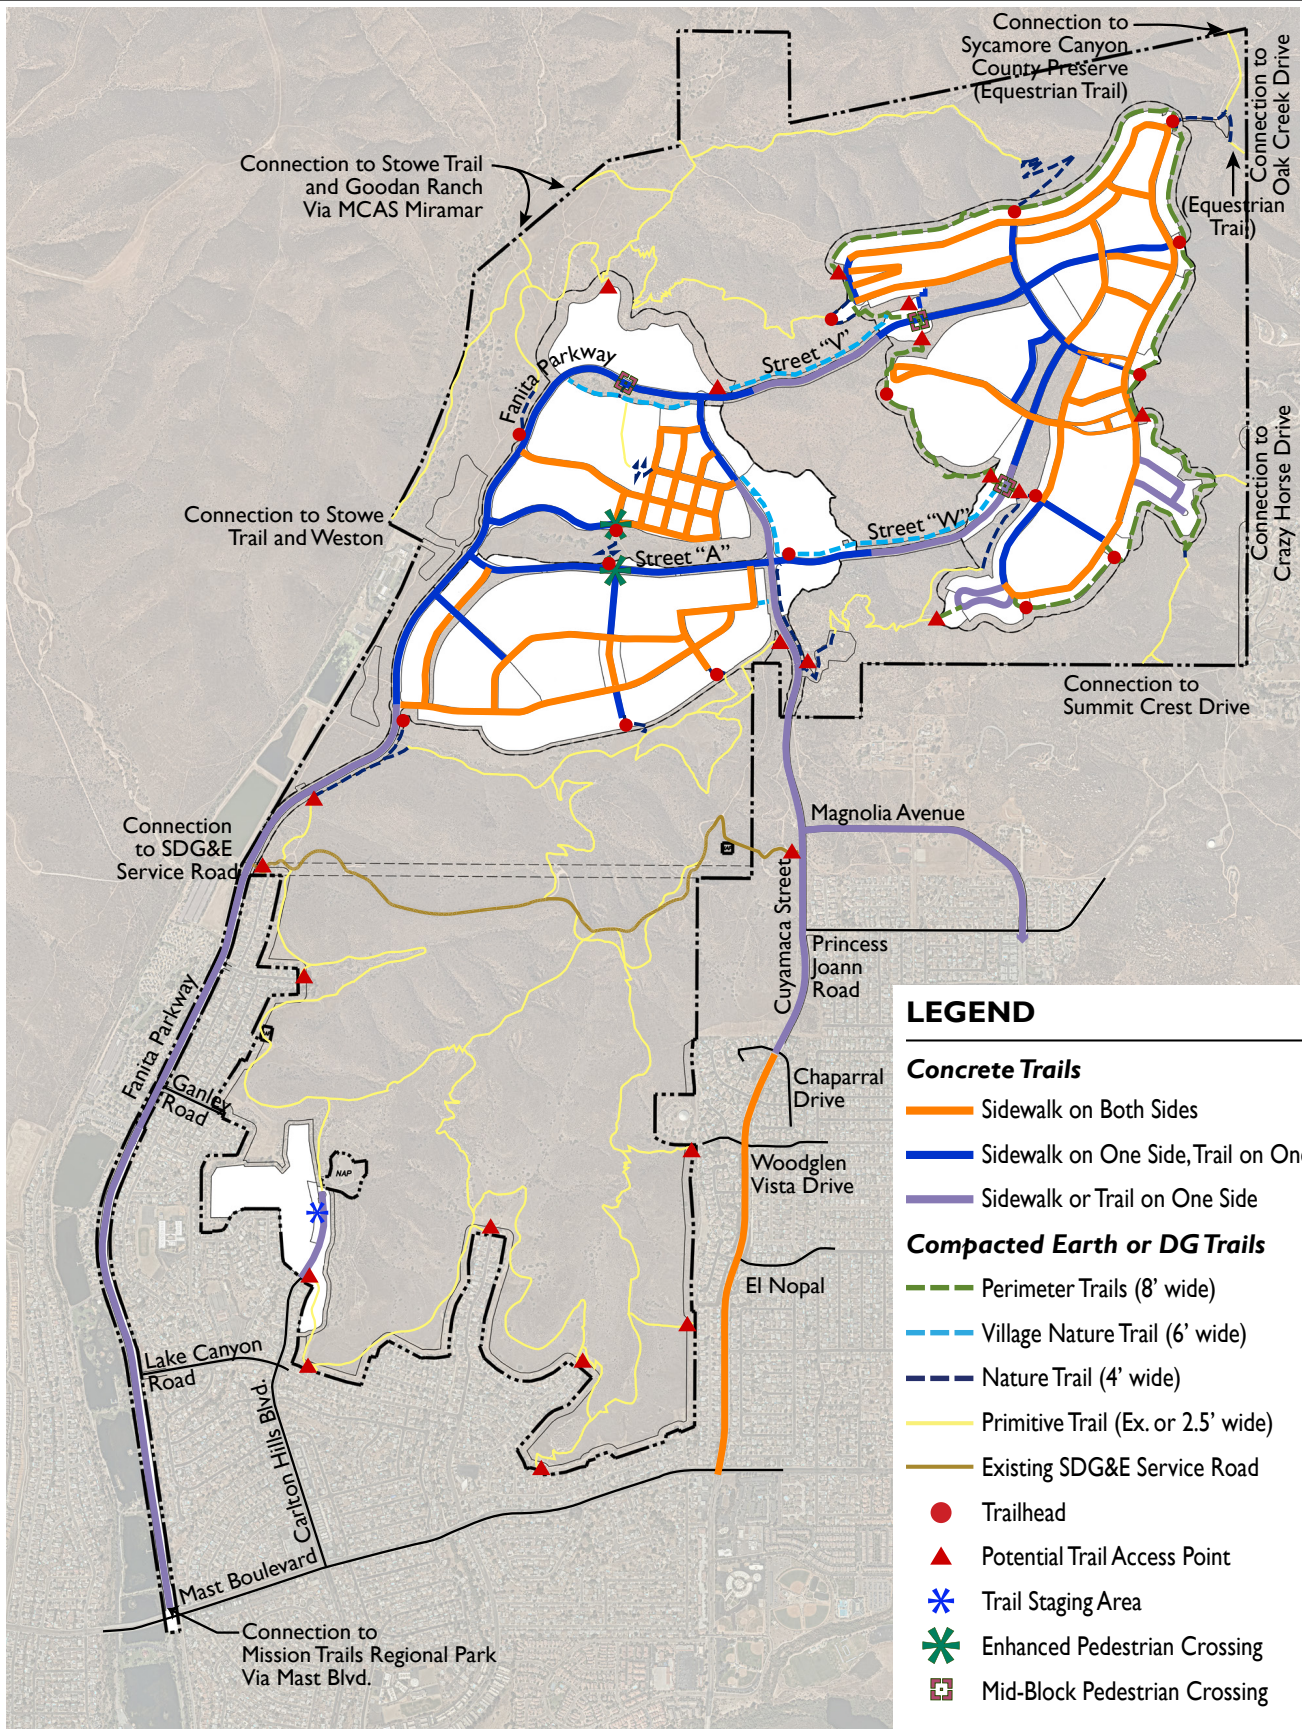 Connection to
Sycamore Canyon
County Preserve
(Equestrian Trail)
Connection to
Oak Creek Drive
(Equestrian
Trail)
Connection to Stowe Trail
and Goodan Ranch
Via MCAS Miramar
Fanita Parkway
Street “V”
Connection to
Crazy Horse Drive
Connection to Stowe
Trail and Weston
Street “W”
Street “A”
Connection to
Summit Crest Drive
Connection
to SDG&E
Service Road
Magnolia Avenue
Cuyamaca Street
Princess
Joann
Road
Fanita Parkway
Ganley
Road
Chaparral
Drive
Woodglen
Vista Drive
NAP
El Nopal
Lake Canyon
Road
Carlton Hills Blvd.
Mast Boulevard
Connection to
Mission Trails Regional Park
Via Mast Blvd.
LEGEND
Concrete Trails
Sidewalk on Both Sides
Sidewalk on One Side, Trail on One
Sidewalk or Trail on One Side
Compacted Earth or DG Trails
Perimeter Trails (8’ wide)
Village Nature Trail (6’ wide)
Nature Trail (4’ wide)
Primitive Trail (Ex. or 2.5’ wide)
Existing SDG&E Service Road
Trailhead
Potential Trail Access Point
Trail Staging Area
Enhanced Pedestrian Crossing
Mid-Block Pedestrian Crossing